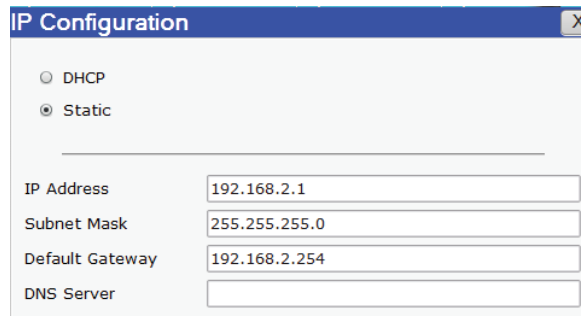 IP Configuration X
DHCP
Static
IP Address 192.168.2.1
Subnet Mask 255.255.255.0
Default Gateway 192.168.2.254
DNS Server